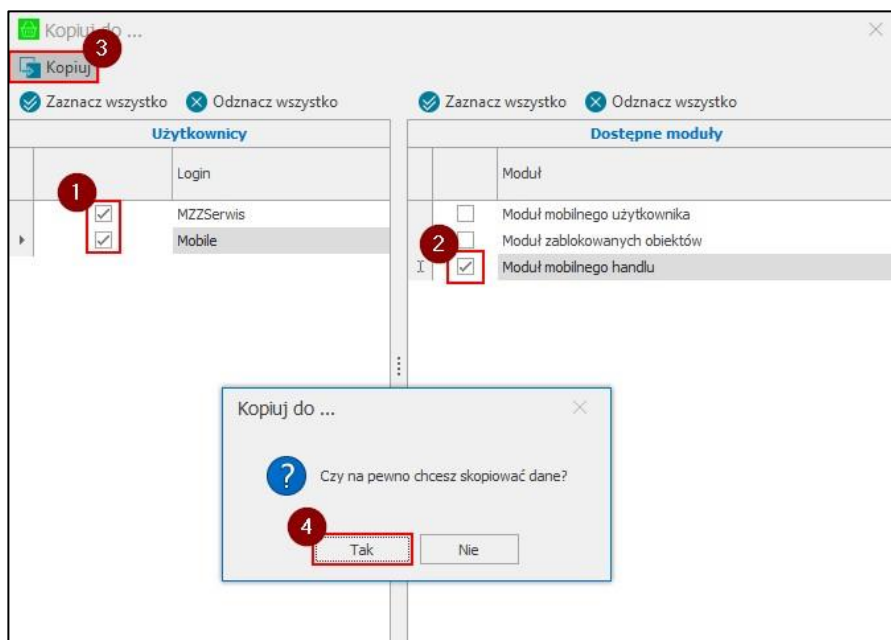 Kopiuj do ...
3
Kopiuj
Zaznacz wszystko Odznacz wszystko Zaznacz wszystko Odznacz wszystko
Użytkownicy Dostępne moduły
Login Moduł
1
MZZSerwis Moduł mobilnego użytkownika
Mobile Moduł zablokowanych obiektów
2
Moduł mobilnego handlu
Kopiuj do ...
? Czy na pewno chcesz skopiować dane?
4
Tak Nie